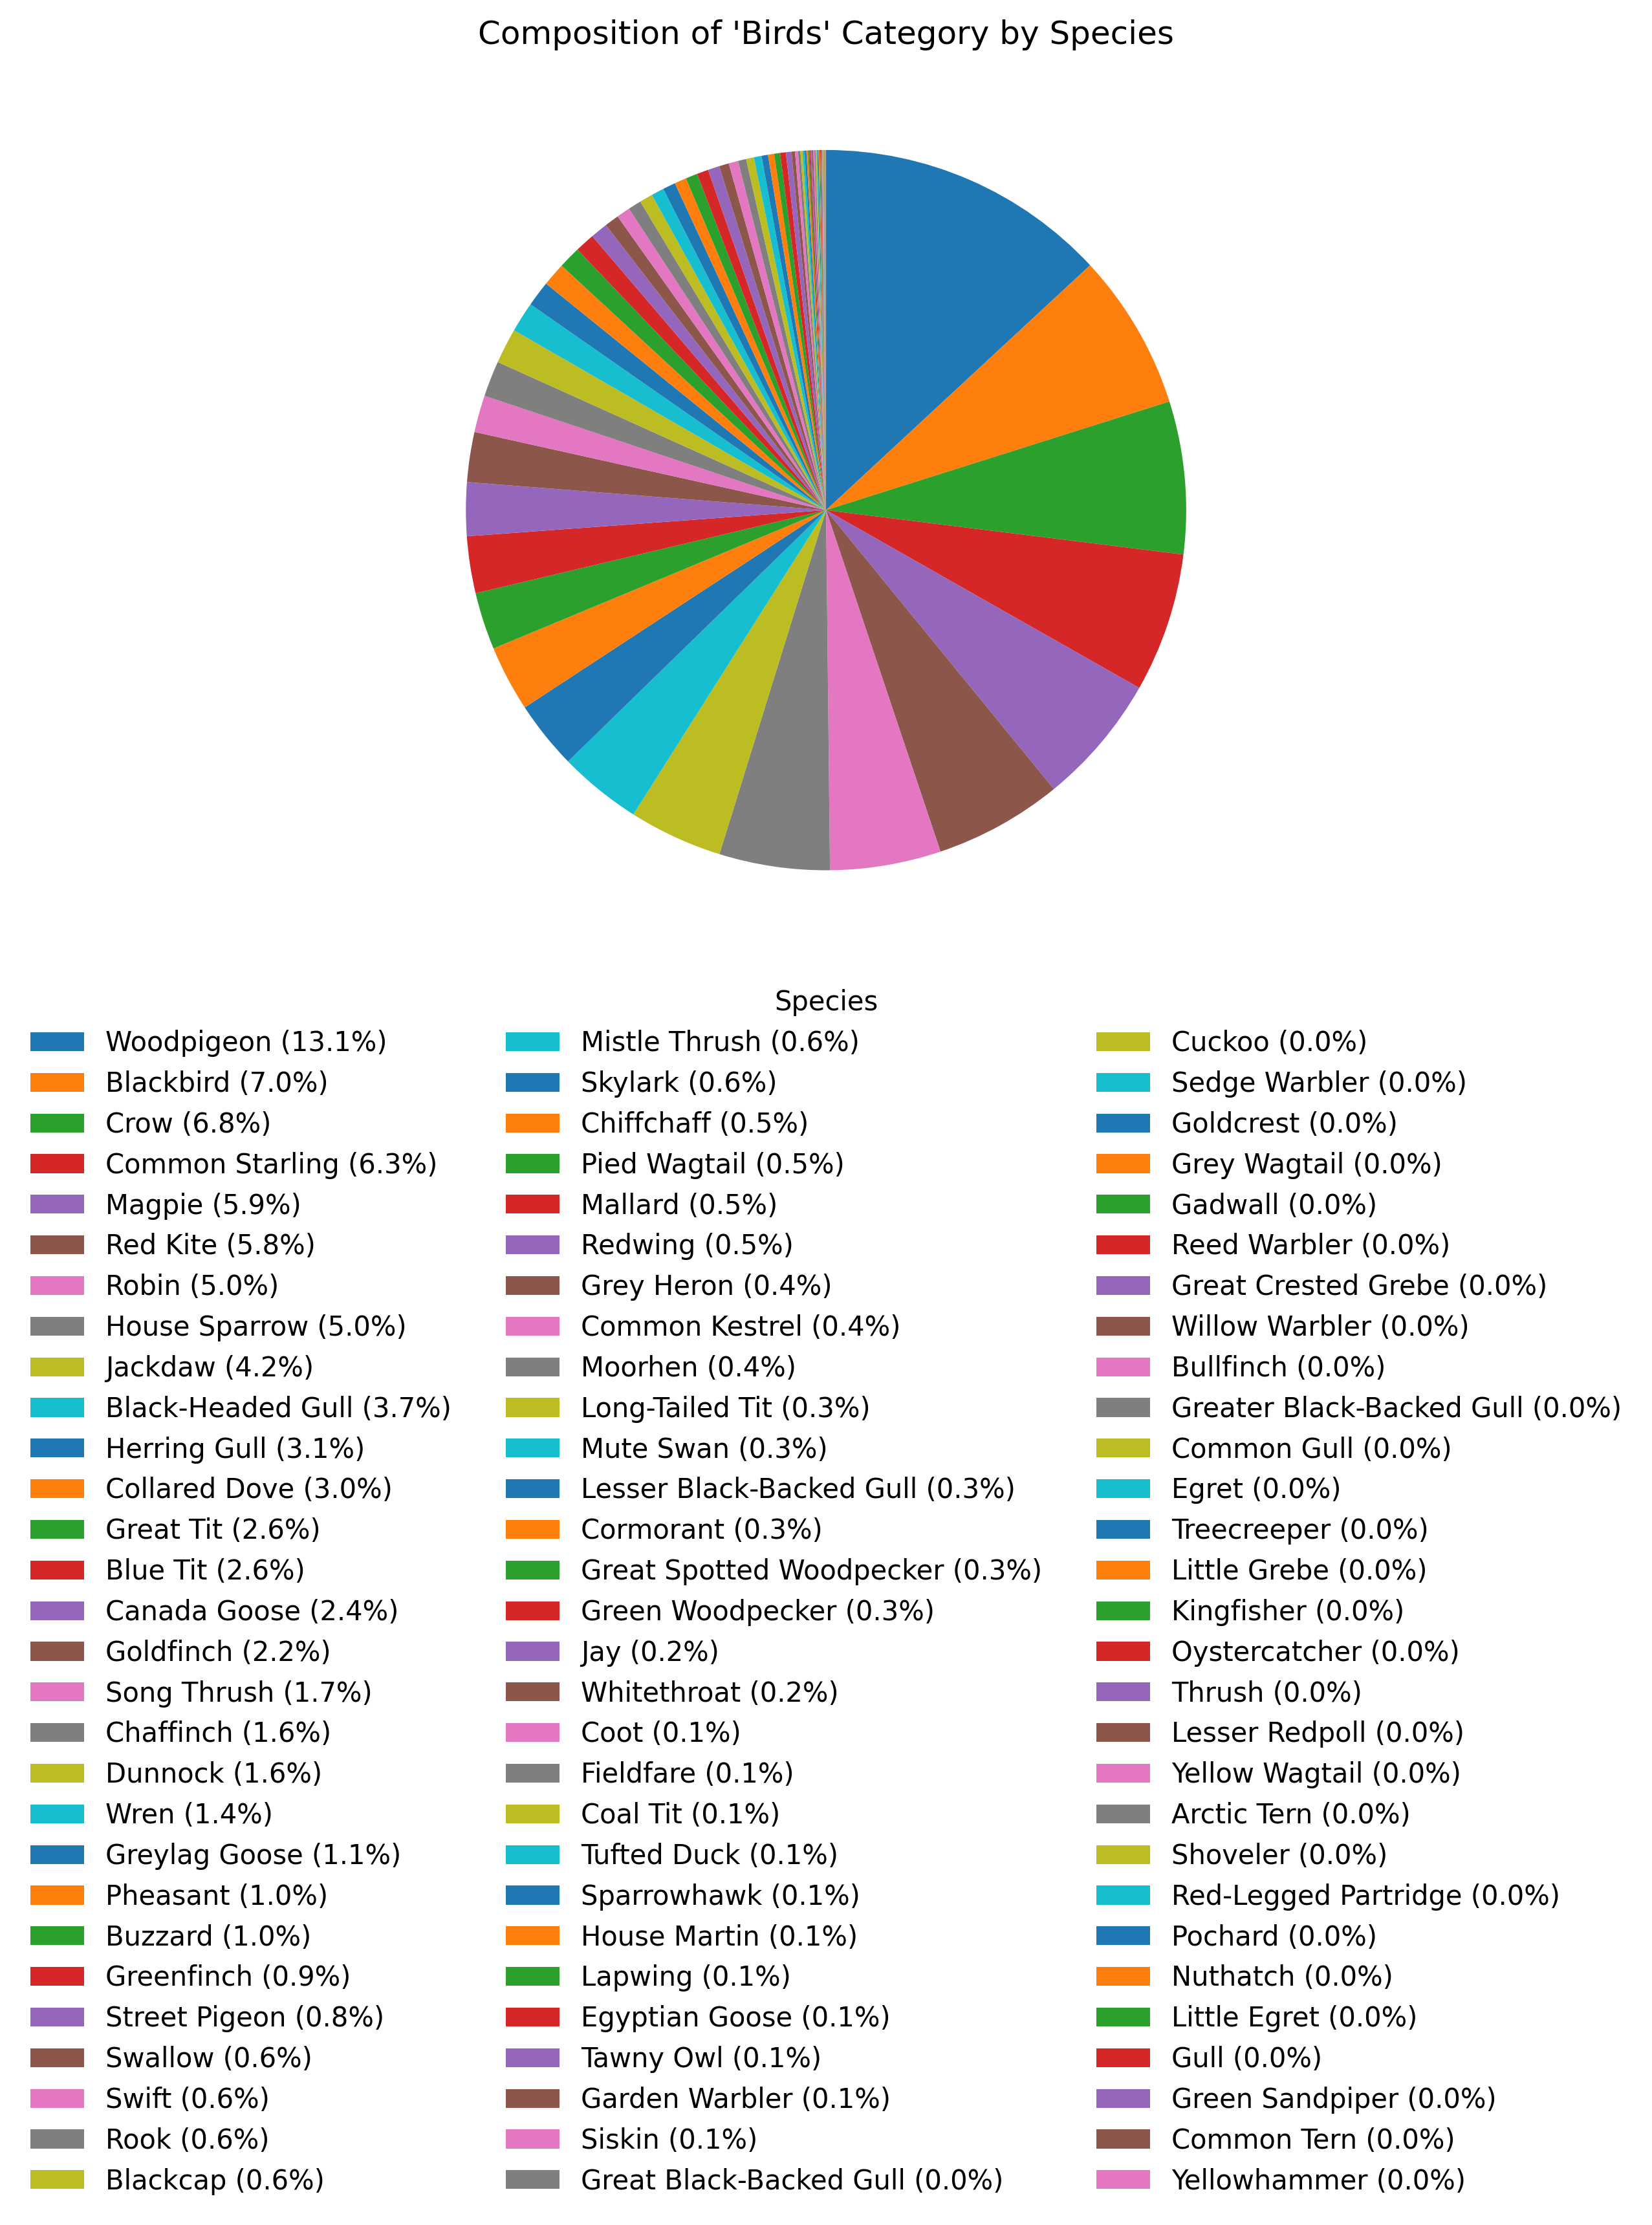 Composition of 'Birds' Category by Species
Species
Woodpigeon (13.1%)
Blackbird (7.0%)
Crow (6.8%)
Common Starling (6.3%)
Magpie (5.9%)
Red Kite (5.8%)
Robin (5.0%)
House Sparrow (5.0%)
Jackdaw (4.2%)
Black-Headed Gull (3.7%)
Herring Gull (3.1%)
Collared Dove (3.0%)
Great Tit (2.6%)
Blue Tit (2.6%)
Canada Goose (2.4%)
Goldfinch (2.2%)
Song Thrush (1.7%)
Chaffinch (1.6%)
Dunnock (1.6%)
Wren (1.4%)
Greylag Goose (1.1%)
Pheasant (1.0%)
Buzzard (1.0%)
Greenfinch (0.9%)
Street Pigeon (0.8%)
Swallow (0.6%)
Swift (0.6%)
Rook (0.6%)
Blackcap (0.6%)
Mistle Thrush (0.6%)
Skylark (0.6%)
Chiffchaff (0.5%)
Pied Wagtail (0.5%)
Mallard (0.5%)
Redwing (0.5%)
Grey Heron (0.4%)
Common Kestrel (0.4%)
Moorhen (0.4%)
Long-Tailed Tit (0.3%)
Mute Swan (0.3%)
Lesser Black-Backed Gull (0.3%)
Cormorant (0.3%)
Great Spotted Woodpecker (0.3%)
Green Woodpecker (0.3%)
Jay (0.2%)
Whitethroat (0.2%)
Coot (0.1%)
Fieldfare (0.1%)
Coal Tit (0.1%)
Tufted Duck (0.1%)
Sparrowhawk (0.1%)
House Martin (0.1%)
Lapwing (0.1%)
Egyptian Goose (0.1%)
Tawny Owl (0.1%)
Garden Warbler (0.1%)
Siskin (0.1%)
Great Black-Backed Gull (0.0%)
Cuckoo (0.0%)
Sedge Warbler (0.0%)
Goldcrest (0.0%)
Grey Wagtail (0.0%)
Gadwall (0.0%)
Reed Warbler (0.0%)
Great Crested Grebe (0.0%)
Willow Warbler (0.0%)
Bullfinch (0.0%)
Greater Black-Backed Gull (0.0%)
Common Gull (0.0%)
Egret (0.0%)
Treecreeper (0.0%)
Little Grebe (0.0%)
Kingfisher (0.0%)
Oystercatcher (0.0%)
Thrush (0.0%)
Lesser Redpoll (0.0%)
Yellow Wagtail (0.0%)
Arctic Tern (0.0%)
Shoveler (0.0%)
Red-Legged Partridge (0.0%)
Pochard (0.0%)
Nuthatch (0.0%)
Little Egret (0.0%)
Gull (0.0%)
Green Sandpiper (0.0%)
Common Tern (0.0%)
Yellowhammer (0.0%)